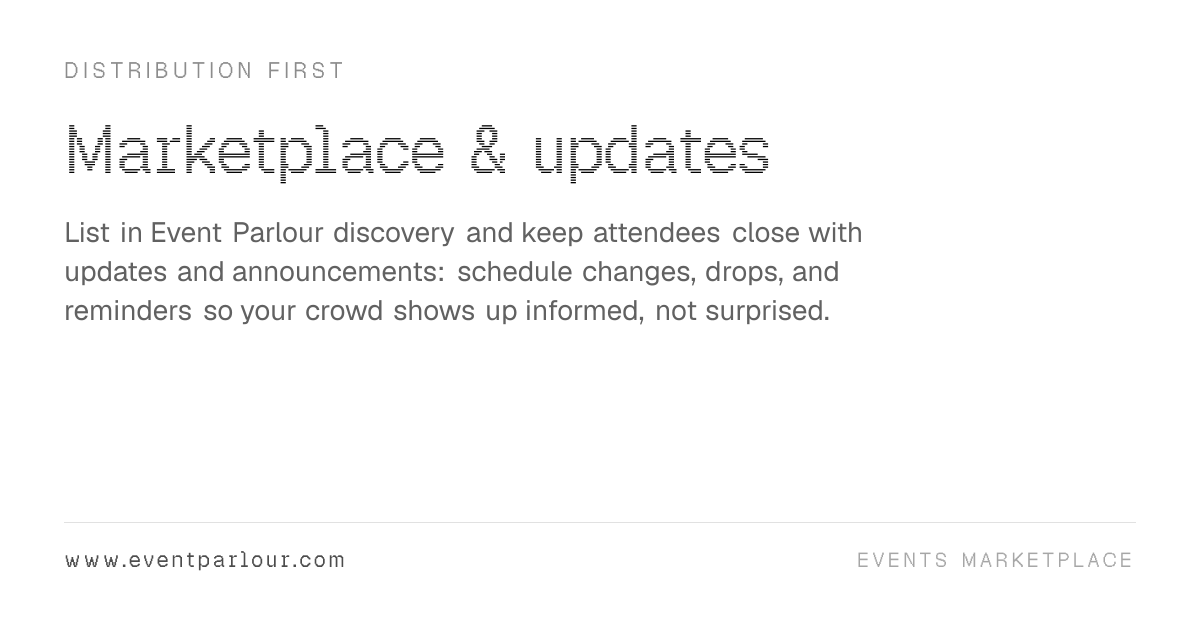 DISTRIBUTION FIRST
Marketplace & updates
List in Event Parlour discovery and keep attendees close with
updates and announcements: schedule changes, drops, and
reminders so your crowd shows up informed, not surprised.
www.eventparlour.com
EVENTS MARKETPLACE